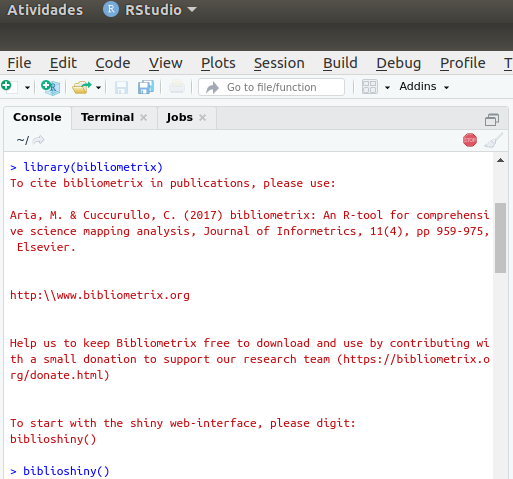 Atividades RStudio
File Edit Code View Plots Session Build Debug Profile
Go to file/function Addins
Console Terminal Jobs
~/
STOP
> library(bibliometrix)
To cite bibliometrix in publications, please use:
Aria, M. & Cuccurullo, C. (2017) bibliometrix: An R-tool for comprehensi
ve science mapping analysis, Journal of Informetrics, 11(4), pp 959-975,
Elsevier.
http:\\www.bibliometrix.org
Help us to keep Bibliometrix free to download and use by contributing wi
th a small donation to support our research team (https://bibliometrix.o
rg/donate.html)
To start with the shiny web-interface, please digit:
biblioshiny()
> biblioshiny()